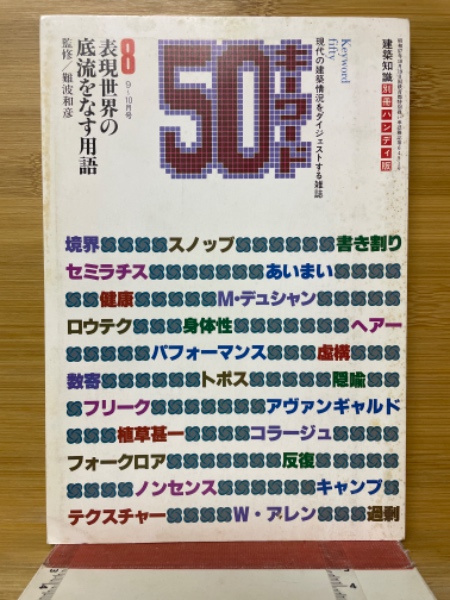 建築知識別冊ハンディ版
Keyword
fifty
現代の建築情況をダイジェストする雑誌
キーワード
50
8
9-10月号
表現世界の
底流をなす用語
監修／難波和彦
境界 スノッブ 書き割り
セミラチス あいまい
健康 M・デュシャン
ロウテク 身体性 ヘアー
パフォーマンス 虚構
数寄 トポス 隠喩
フリーク アヴァンギャルド
植草甚一 コラージュ
フォークロア 反復
ノンセンス キャンプ
テクスチャー W・アレン 過剰
4